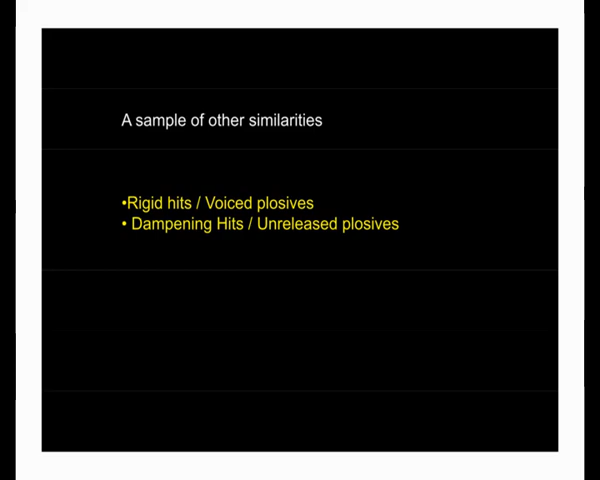 A sample of other similarities
•Rigid hits / Voiced plosives
• Dampening Hits / Unreleased plosives